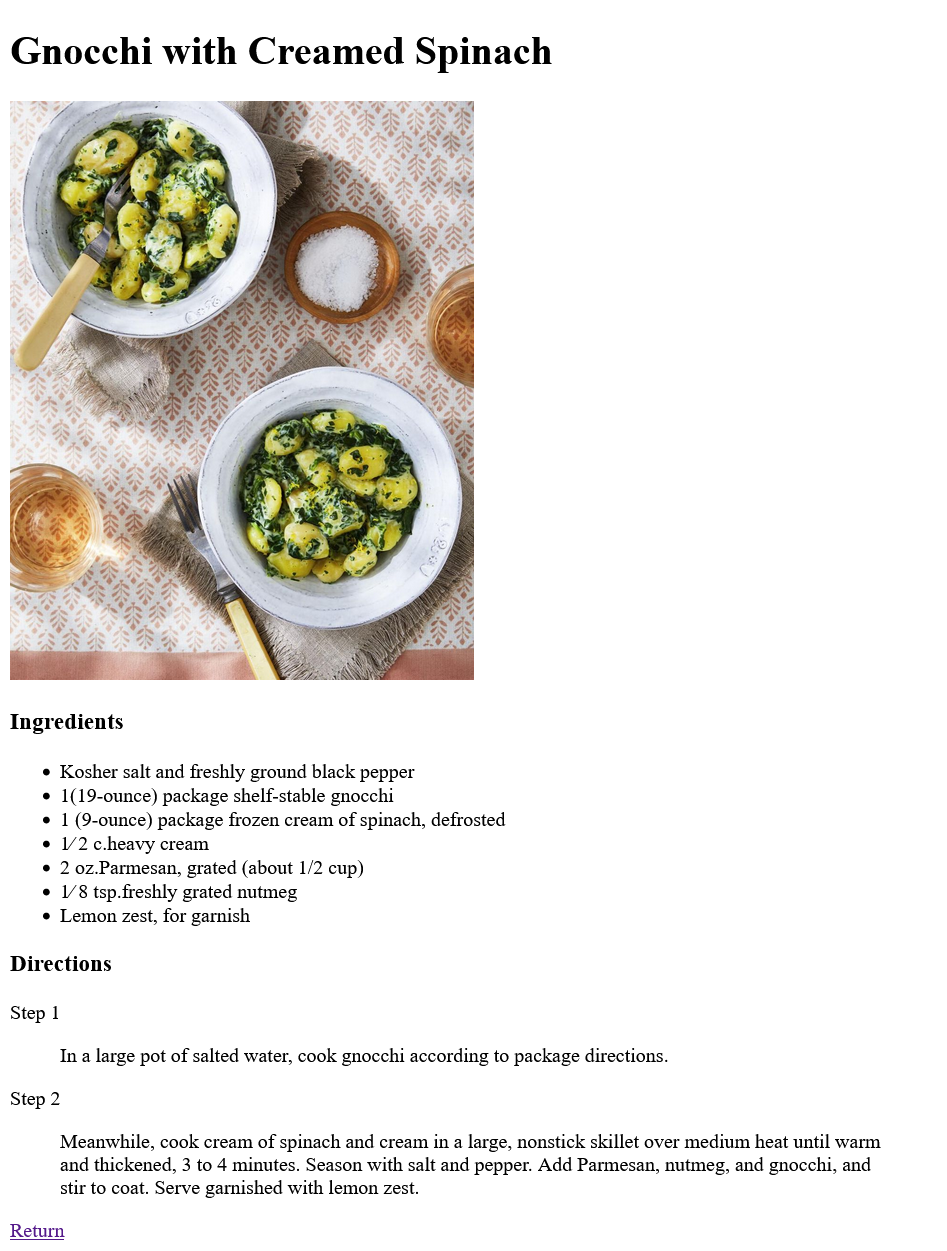 Gnocchi with Creamed Spinach
Ingredients
• Kosher salt and freshly ground black pepper
• 1(19-ounce) package shelf-stable gnocchi
• 1 (9-ounce) package frozen cream of spinach, defrosted
• 1⁄2 c.heavy cream
• 2 oz.Parmesan, grated (about 1/2 cup)
• 1⁄8 tsp.freshly grated nutmeg
• Lemon zest, for garnish
Directions
Step 1
In a large pot of salted water, cook gnocchi according to package directions.
Step 2
Meanwhile, cook cream of spinach and cream in a large, nonstick skillet over medium heat until warm
and thickened, 3 to 4 minutes. Season with salt and pepper. Add Parmesan, nutmeg, and gnocchi, and
stir to coat. Serve garnished with lemon zest.
Return